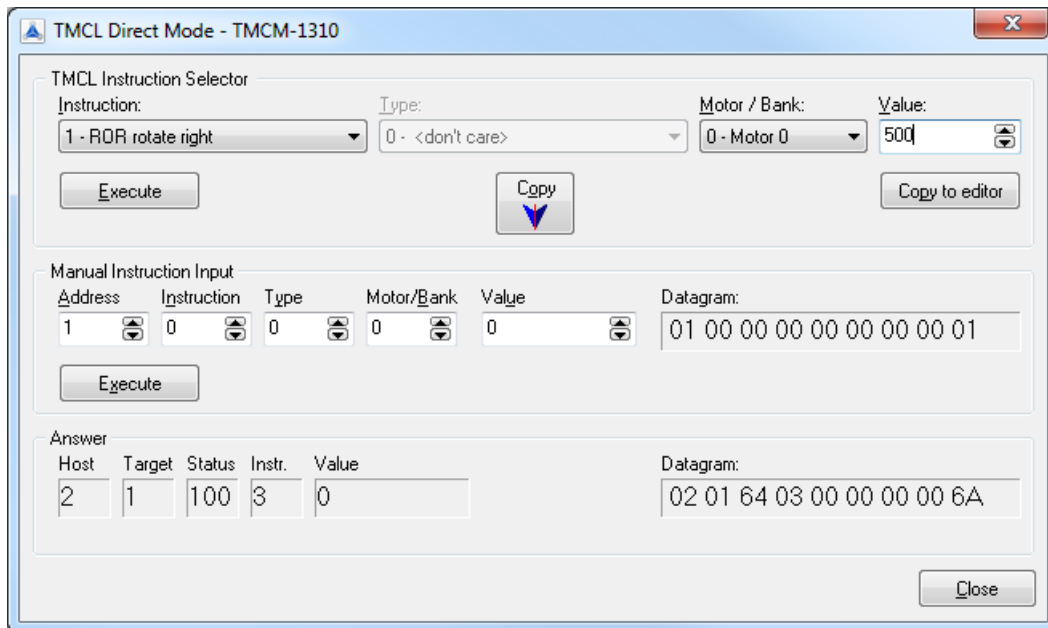 TMCL Direct Mode - TMCM-1310
TMCL Instruction Selector
Instruction: Type: Motor / Bank: Value:
1 - ROR rotate right 0 - <don't care> 0 - Motor 0 500
Execute Copy Copy to editor
Manual Instruction Input
Address Instruction Type Motor/Bank Value Datagram:
1 0 0 0 0 01 00 00 00 00 00 00 00 01
Execute
Answer
Host Target Status Instr. Value Datagram:
2 1 100 3 0 02 01 64 03 00 00 00 00 6A
Close